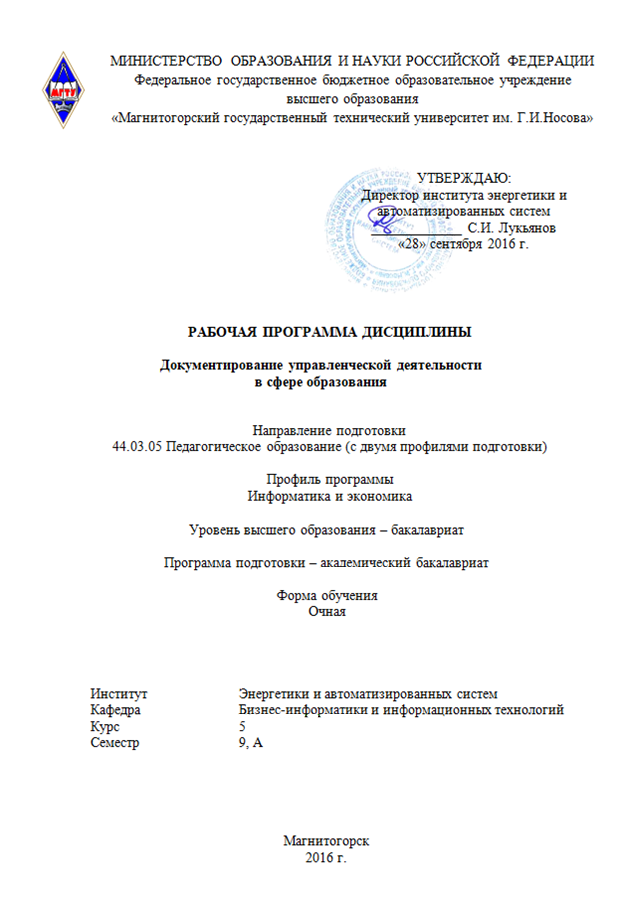 МГТУ
МИНИСТЕРСТВО ОБРАЗОВАНИЯ И НАУКИ РОССИЙСКОЙ ФЕДЕРАЦИИ
Федеральное государственное бюджетное образовательное учреждение
высшего образования
«Магнитогорский государственный технический университет им. Г.И.Носова»
УТВЕРЖДАЮ:
Директор института энергетики и
автоматизированных систем
С.И. Лукьянов
«28» сентября 2016 г.
РАБОЧАЯ ПРОГРАММА ДИСЦИПЛИНЫ
Документирование управленческой деятельности
в сфере образования
Направление подготовки
44.03.05 Педагогическое образование (с двумя профилями подготовки)
Профиль программы
Информатика и экономика
Уровень высшего образования – бакалавриат
Программа подготовки – академический бакалавриат
Форма обучения
Очная
Институт Энергетики и автоматизированных систем
Кафедра Бизнес-информатики и информационных технологий
Курс 5
Семестр 9, А
Магнитогорск
2016 г.